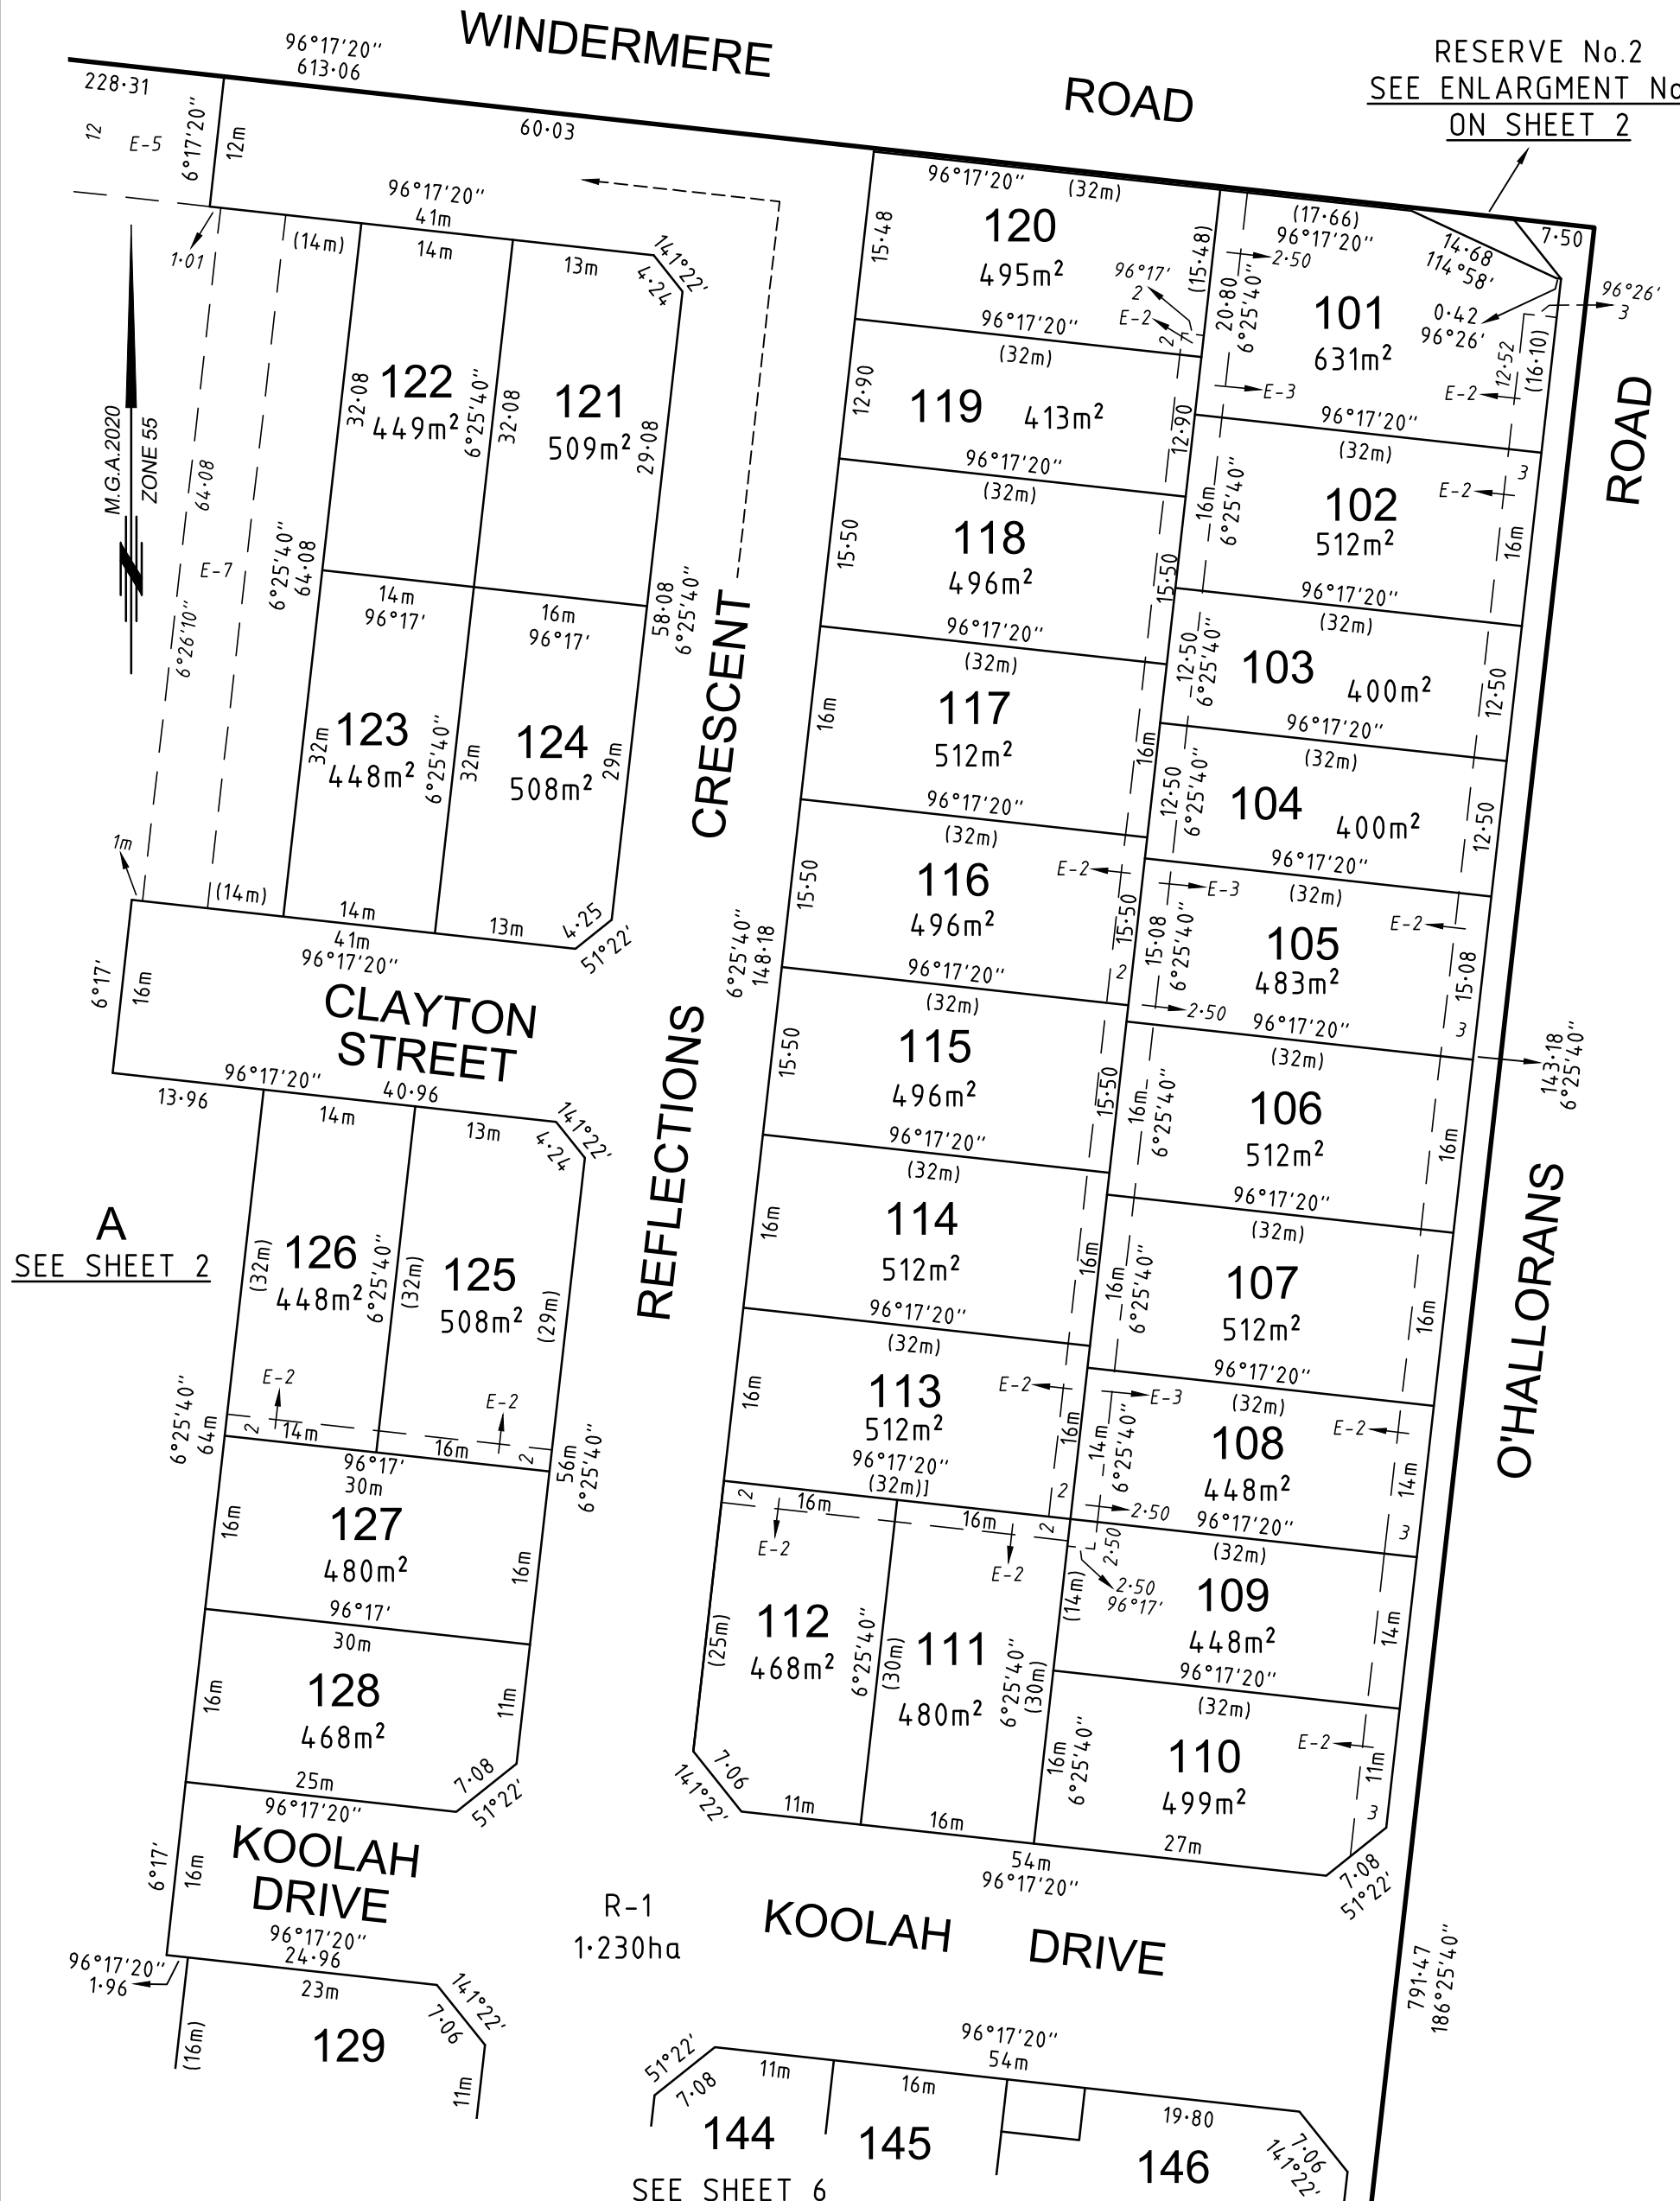 WINDERMERE ROAD
96°17'20"
613·06
228·31
12
E-5
6°17'20"
12m
60·03
RESERVE No.2
SEE ENLARGMENT No
ON SHEET 2
96°17'20"
41m
1·01
(14m)
14m
13m
141°22'
4·24
M.G.A.2020
ZONE 55
64·08
6°26'10"
E-7
6°25'40"
64·08
32·08
122
449m²
6°25'40"
32·08
121
509m²
29·08
14m
96°17'
16m
96°17'
58·08
6°25'40"
32m
123
448m²
6°25'40"
32m
124
508m²
29m
1m
(14m)
14m
13m
4·25
51°22'
41m
96°17'20"
6°17'
16m
CLAYTON
STREET
96°17'20"
40·96
13·96
14m
13m
141°22'
4·24
A
SEE SHEET 2
(32m)
126
448m²
6°25'40"
(32m)
125
508m²
(29m)
E-2
E-2
2
14m
16m
2
96°17'
30m
6°25'40"
64m
56m
6°25'40"
16m
127
480m²
16m
96°17'
30m
16m
128
468m²
11m
25m
7·08
51°22'
96°17'20"
KOOLAH
DRIVE
6°17'
16m
96°17'20"
24·96
96°17'20"
1·96
23m
141°22'
7·06
(16m)
129
11m
REFLECTIONS CRESCENT
6°25'40"
148·18
96°17'20"
(32m)
15·48
120
495m²
(15·48)
96°17'
2
E-2
2
96°17'20"
(32m)
12·90
119
413m²
12·90
96°17'20"
(32m)
15·50
118
496m²
15·50
96°17'20"
(32m)
16m
117
512m²
16m
96°17'20"
(32m)
15·50
116
496m²
E-2
15·50
2
96°17'20"
(32m)
15·50
115
496m²
15·50
96°17'20"
(32m)
16m
114
512m²
16m
96°17'20"
(32m)
16m
113
512m²
E-2
16m
2
96°17'20"
(32m)]
2
16m
16m
2
E-2
E-2
(25m)
112
468m²
6°25'40"
(30m)
111
480m²
6°25'40"
(30m)
7·06
141°22'
11m
16m
(17·66)
96°17'20"
2·50
14·68
114°58'
7·50
101
631m²
20·80
6°25'40"
0·42
96°26'
96°26'
3
12·52
(16·10)
E-3
E-2
96°17'20"
(32m)
3
16m
6°25'40"
102
512m²
E-2
16m
96°17'20"
(32m)
12·50
6°25'40"
103
400m²
12·50
96°17'20"
(32m)
12·50
6°25'40"
104
400m²
12·50
96°17'20"
(32m)
E-3
E-2
15·08
6°25'40"
105
483m²
15·08
2·50
3
96°17'20"
(32m)
143·18
6°25'40"
16m
6°25'40"
106
512m²
16m
96°17'20"
(32m)
16m
6°25'40"
107
512m²
16m
96°17'20"
(32m)
E-3
E-2
14m
6°25'40"
108
448m²
14m
2·50
3
96°17'20"
(32m)
2·50
2·50
96°17'
(14m)
109
448m²
14m
96°17'20"
(32m)
16m
6°25'40"
110
499m²
E-2
11m
3
27m
7·08
51°22'
54m
96°17'20"
O'HALLORANS ROAD
R-1
1·230ha
KOOLAH DRIVE
791·47
186°25'40"
96°17'20"
54m
51°22'
7·08
11m
16m
19·80
7·06
141°22'
144
145
146
SEE SHEET 6